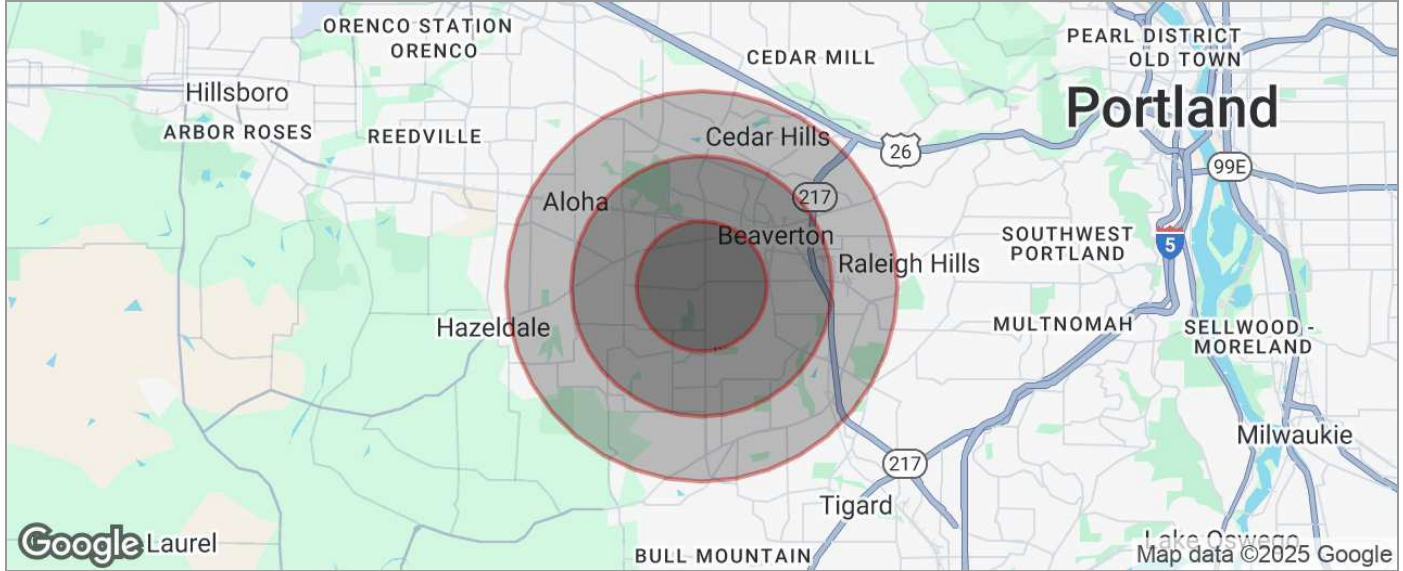 ORENCO STATION
ORENCO
CEDAR MILL
PEARL DISTRICT
OLD TOWN
Hillsboro
Portland
ARBOR ROSES
REEDVILLE
Cedar Hills
26
99E
Aloha
217
Beaverton
SOUTHWEST
PORTLAND
5
Raleigh Hills
Hazeldale
MULTNOMAH
SELLWOOD -
MORELAND
Milwaukie
217
Tigard
Google
Laurel
BULL MOUNTAIN
Lake Oswego
Map data ©2025 Google